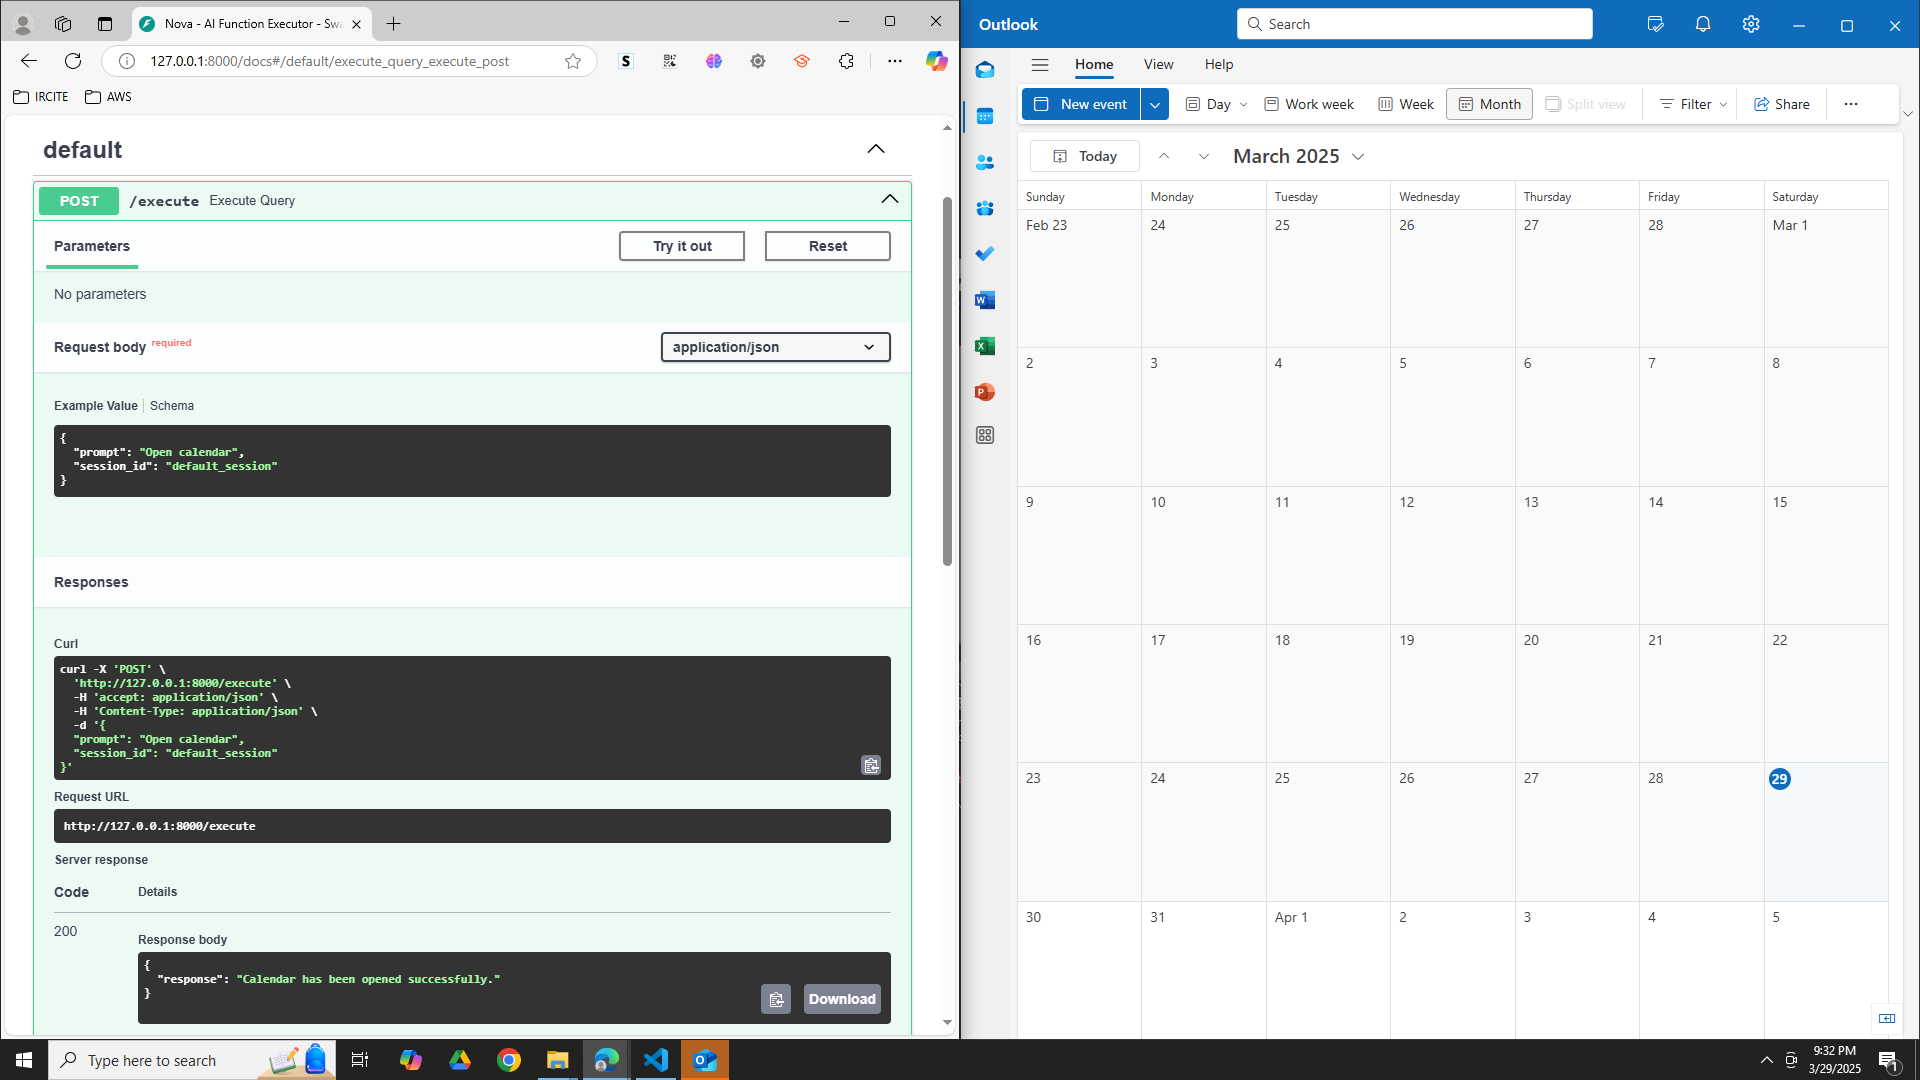 Nova - AI Function Executor - Swa
127.0.0.1:8000/docs#/default/execute_query_execute_post
IRCITE
AWS
default
POST /execute Execute Query
Parameters
Try it out
Reset
No parameters
Request body required
application/json
Example Value
Schema
{
"prompt": "Open calendar",
"session_id": "default_session"
}
Responses
Curl
curl -X 'POST' \
'http://127.0.0.1:8000/execute' \
-H 'accept: application/json' \
-H 'Content-Type: application/json' \
-d '{
"prompt": "Open calendar",
"session_id": "default_session"
}'
Request URL
http://127.0.0.1:8000/execute
Server response
Code Details
200
Response body
{
"response": "Calendar has been opened successfully."
}
Download
Outlook
Search
Home View Help
New event
Day
Work week
Week
Month
Split view
Filter
Share
Today
March 2025
Sunday Monday Tuesday Wednesday Thursday Friday Saturday
Feb 23 24 25 26 27 28 Mar 1
2 3 4 5 6 7 8
9 10 11 12 13 14 15
16 17 18 19 20 21 22
23 24 25 26 27 28 29
30 31 Apr 1 2 3 4 5
Type here to search
9:32 PM
3/29/2025
1